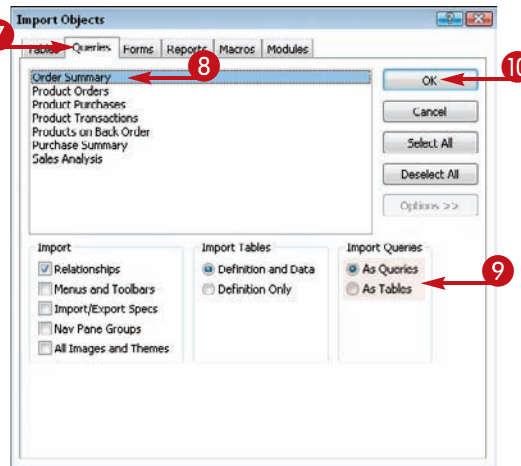 Import Objects
7
Tables Queries Forms Reports Macros Modules
8
10
Order Summary
Product Orders
Product Purchases
Product Transactions
Products on Back Order
Purchase Summary
Sales Analysis
OK
Cancel
Select All
Deselect All
Options >>
Import
Relationships
Menus and Toolbars
Import/Export Specs
Nav Pane Groups
All Images and Themes
Import Tables
Definition and Data
Definition Only
Import Queries
As Queries
As Tables
9